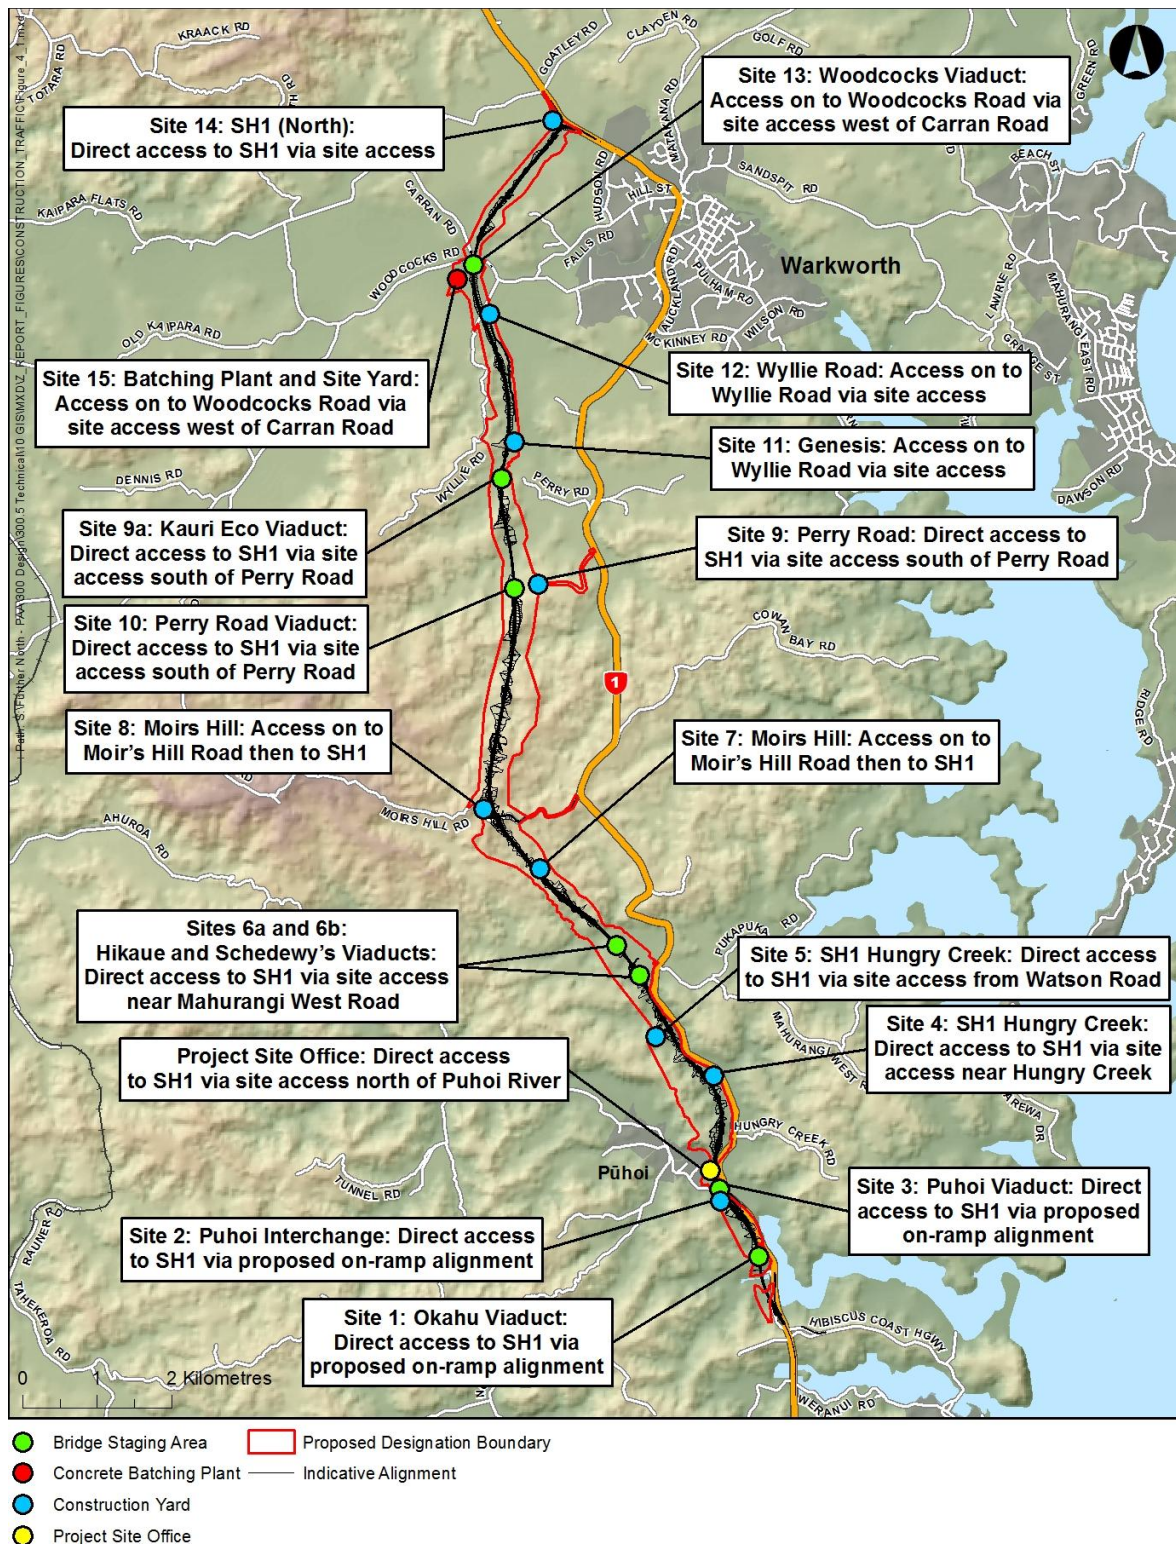 KRAACK RD
TOTARA RD
GOATLEY RD
CLAYDEN RD
GOLF RD
GREEN RD
MATAKANA RD
Site 13: Woodcocks Viaduct:
Access on to Woodcocks Road via
site access west of Carran Road
Site 14: SH1 (North):
Direct access to SH1 via site access
BEACH ST
SANDSPIT RD
HUDSON RD
HILL ST
CARRAN RD
KAIPARA FLATS RD
FALLS RD
WOODCOCKS RD
Warkworth
AUCKLAND RD
PULHAM RD
WILSON RD
LAWRIE RD
MAHURANGI EAST RD
OLD KAIPARA RD
MCKINNEY RD
GRANGE ST
Site 15: Batching Plant and Site Yard:
Access on to Woodcocks Road via
site access west of Carran Road
Site 12: Wyllie Road: Access on to
Wyllie Road via site access
Site 11: Genesis: Access on to
Wyllie Road via site access
DENNIS RD
WYLLIE RD
PERRY RD
DAWSON RD
Site 9a: Kauri Eco Viaduct:
Direct access to SH1 via site
access south of Perry Road
Site 9: Perry Road: Direct access to
SH1 via site access south of Perry Road
Site 10: Perry Road Viaduct:
Direct access to SH1 via site
access south of Perry Road
COWAN BAY RD
1
RIDGE RD
Site 8: Moirs Hill: Access on to
Moir's Hill Road then to SH1
Site 7: Moirs Hill: Access on to
Moir's Hill Road then to SH1
MOIRS HILL RD
AHUROA RD
PUKAPUKA RD
Sites 6a and 6b:
Hikaue and Schedewy's Viaducts:
Direct access to SH1 via site access
near Mahurangi West Road
Site 5: SH1 Hungry Creek: Direct access
to SH1 via site access from Watson Road
MAHURANGI WEST
Site 4: SH1 Hungry Creek:
Direct access to SH1 via site
access near Hungry Creek
Project Site Office: Direct access
to SH1 via site access north of Puhoi River
HUNGRY CREEK RD
Pūhoi
TUNNEL RD
Site 3: Puhoi Viaduct: Direct
access to SH1 via proposed
on-ramp alignment
Site 2: Puhoi Interchange: Direct access
to SH1 via proposed on-ramp alignment
RAUNER RD
TAHEKEROA RD
Site 1: Okahu Viaduct:
Direct access to SH1 via
proposed on-ramp alignment
HIBISCUS COAST HGWY
WERANUI RD
0 1 2 Kilometres
Bridge Staging Area
Proposed Designation Boundary
Concrete Batching Plant
Indicative Alignment
Construction Yard
Project Site Office